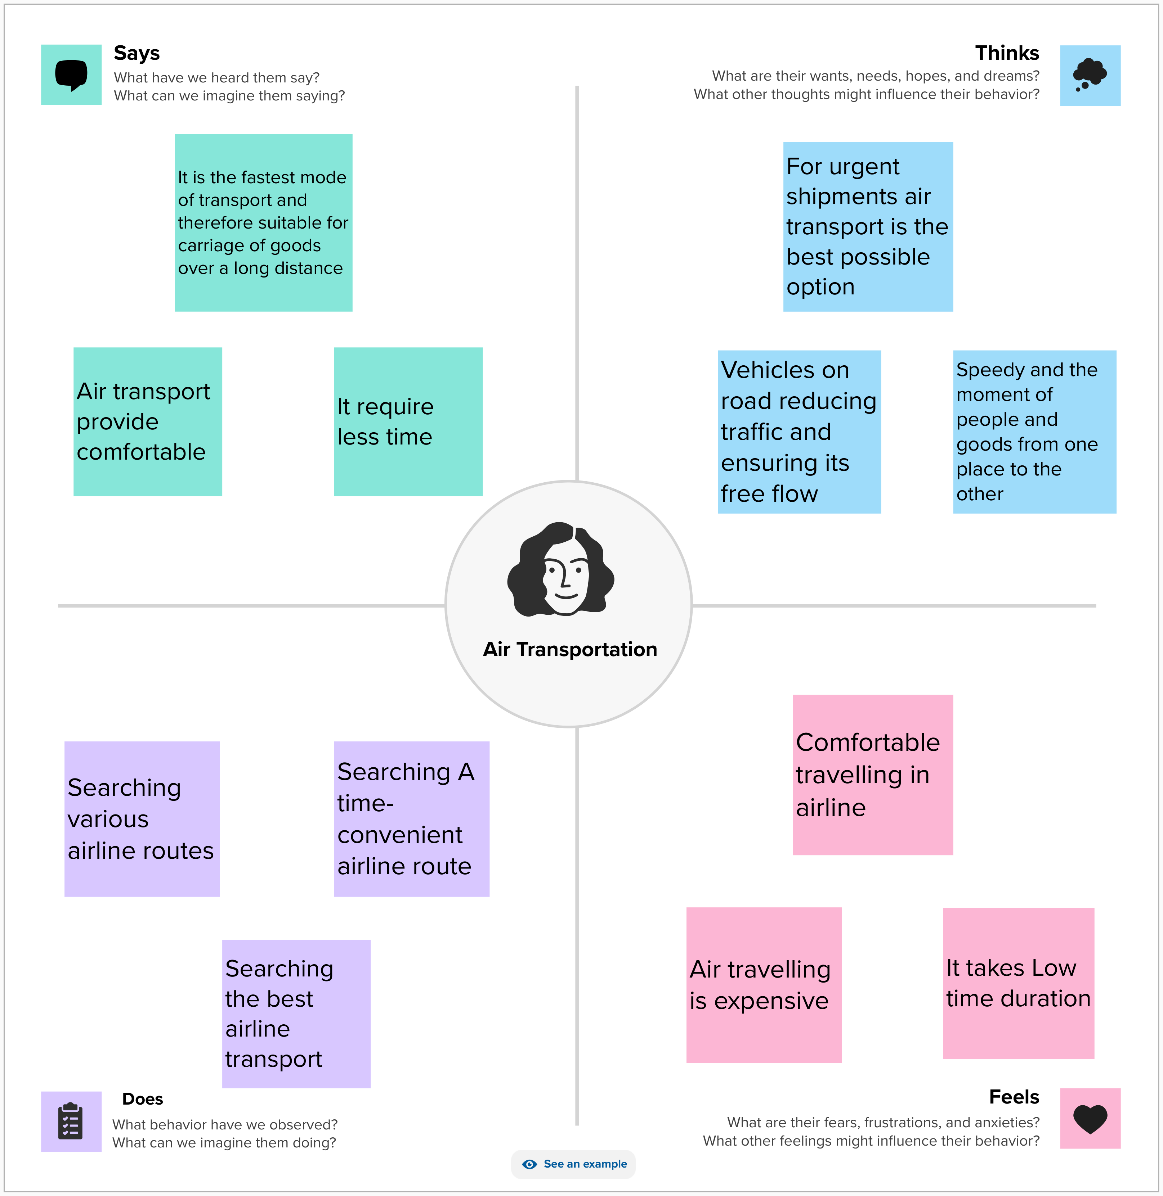 Says
What have we heard them say?
What can we imagine them saying?
Thinks
What are their wants, needs, hopes, and dreams?
What other thoughts might influence their behavior?
It is the fastest mode
of transport and
therefore suitable for
carriage of goods
over a long distance
Air transport
provide
comfortable
It require
less time
For urgent
shipments air
transport is the
best possible
option
Vehicles on
road reducing
traffic and
ensuring its
free flow
Speedy and the
moment of
people and
goods from one
place to the
other
Air Transportation
Searching
various
airline routes
Searching A
time-
convenient
airline route
Searching
the best
airline
transport
Comfortable
travelling in
airline
Air travelling
is expensive
It takes Low
time duration
Does
What behavior have we observed?
What can we imagine them doing?
Feels
What are their fears, frustrations, and anxieties?
What other feelings might influence their behavior?
See an example